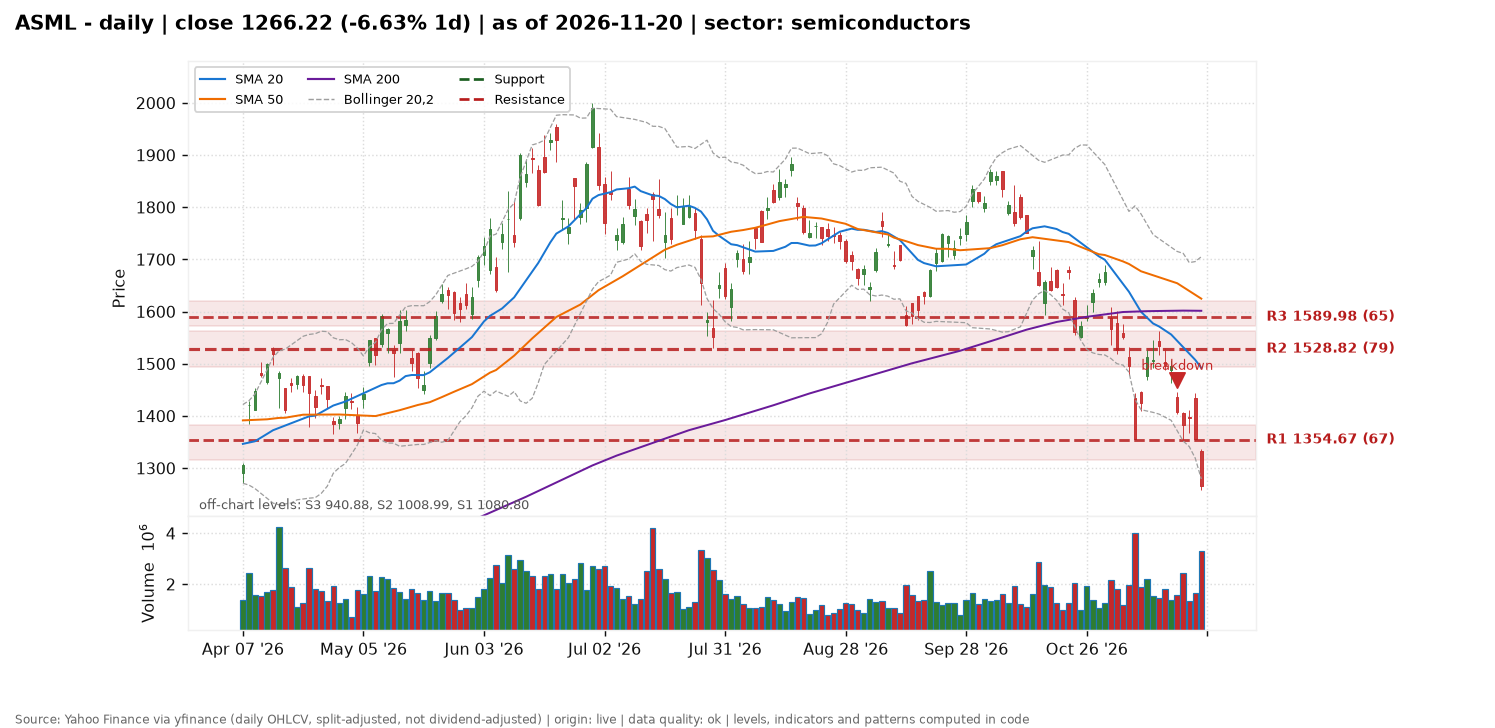 ASML - daily | close 1266.22 (-6.63% 1d) | as of 2026-11-20 | sector: semiconductors
SMA 20
SMA 50
SMA 200
Bollinger 20,2
Support
Resistance
Price
2000
1900
1800
1700
1600
1500
1400
1300
R3 1589.98 (65)
R2 1528.82 (79)
breakdown
R1 1354.67 (67)
off-chart levels: S3 940.88, S2 1008.99, S1 1080.80
Volume 10⁶
4
2
Apr 07 '26
May 05 '26
Jun 03 '26
Jul 02 '26
Jul 31 '26
Aug 28 '26
Sep 28 '26
Oct 26 '26
Source: Yahoo Finance via yfinance (daily OHLCV, split-adjusted, not dividend-adjusted) | origin: live | data quality: ok | levels, indicators and patterns computed in code